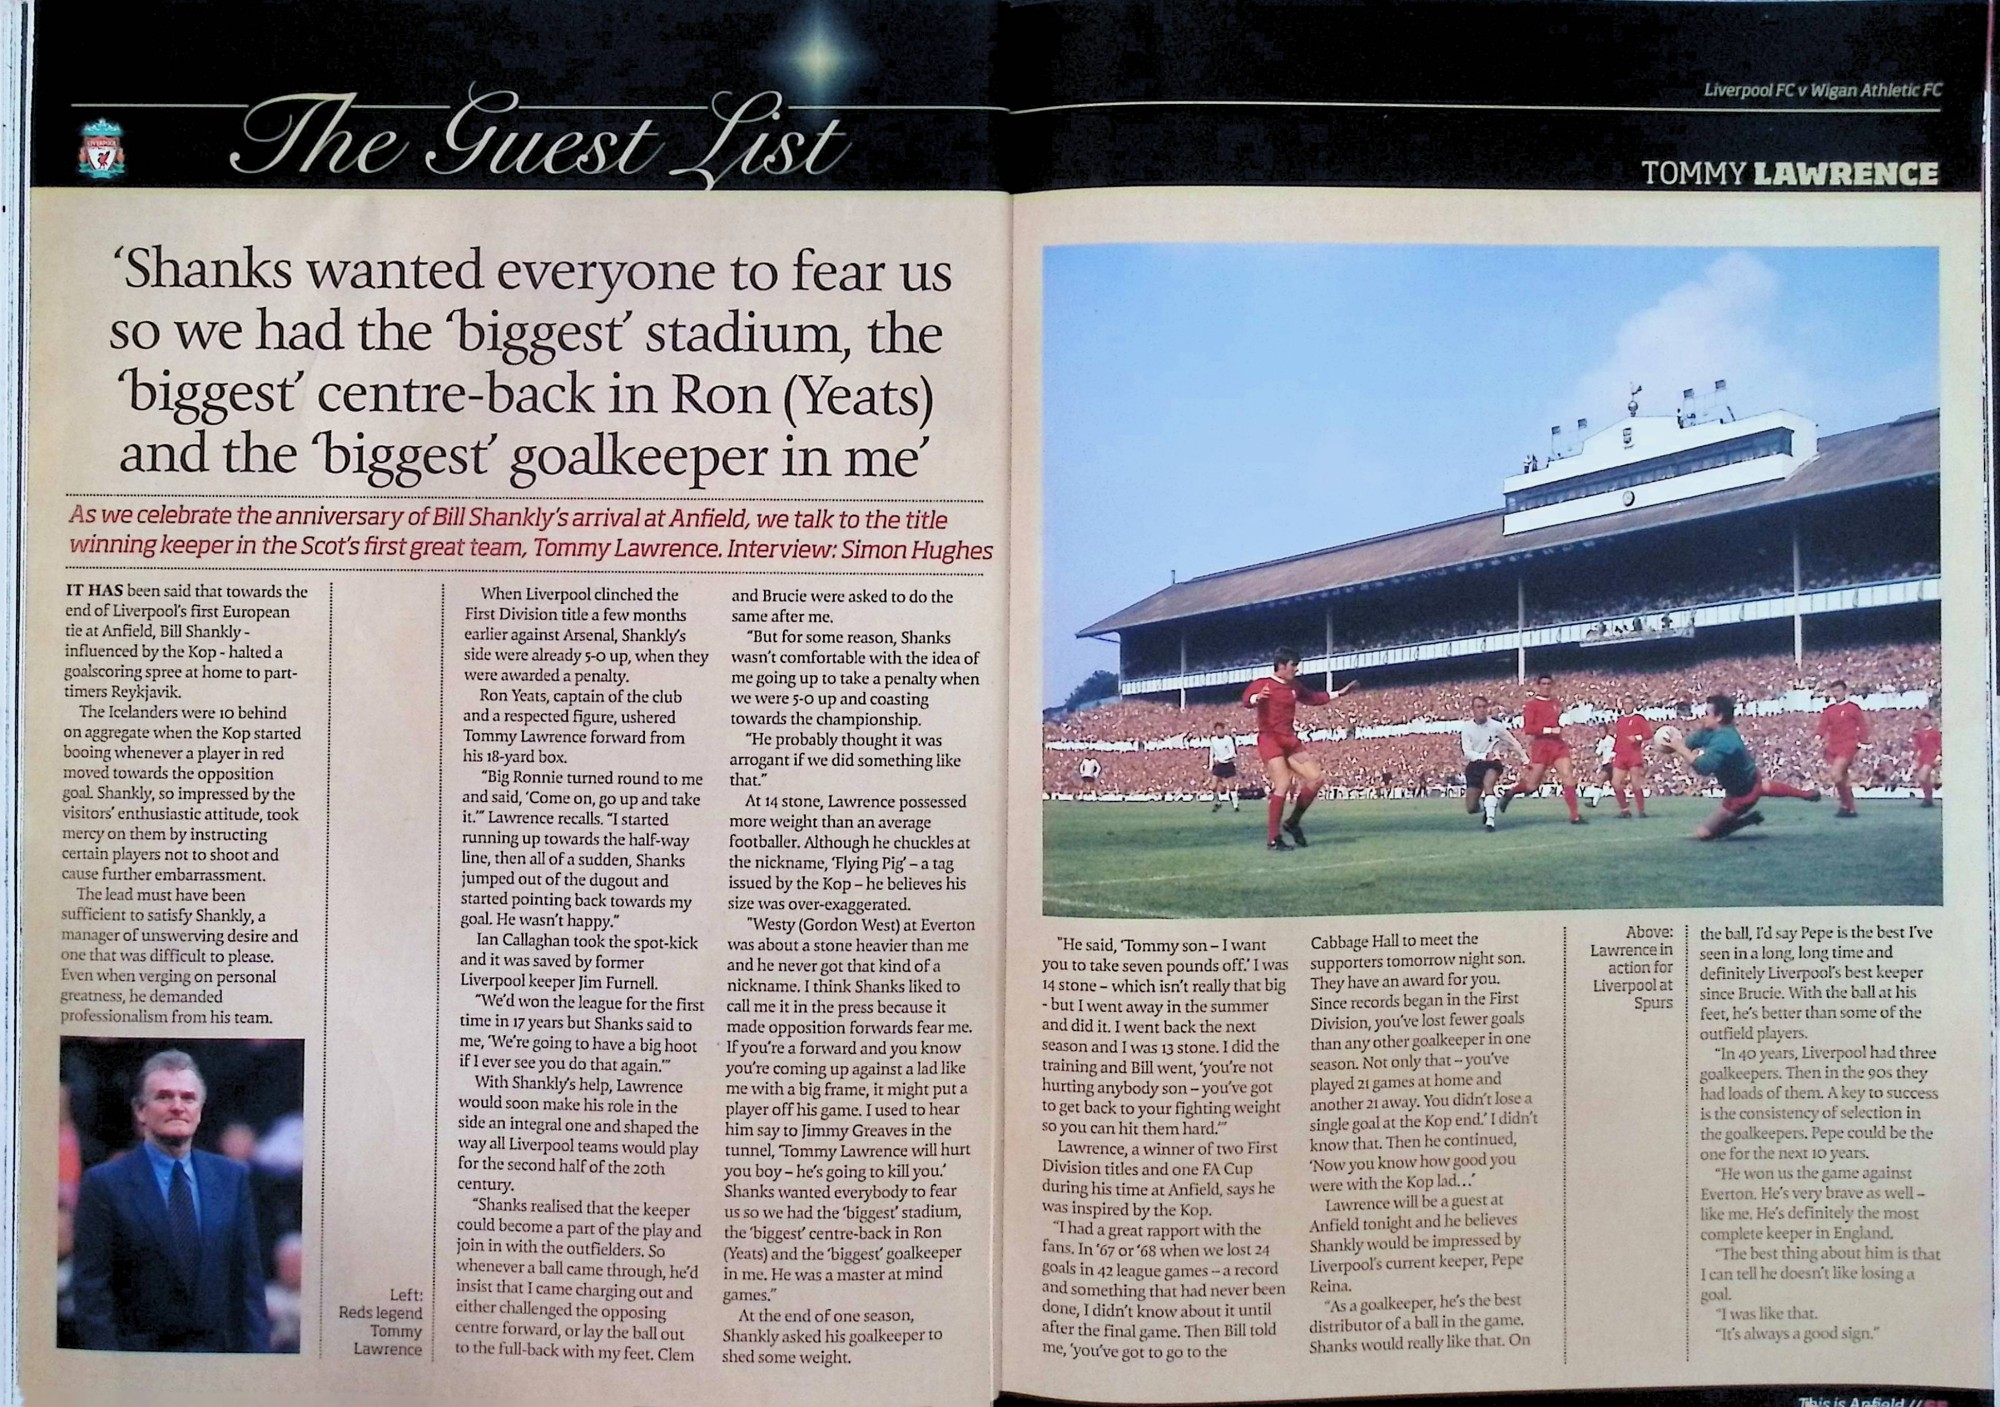 The Guest List
Liverpool FC v Wigan Athletic FC
TOMMY LAWRENCE
‘Shanks wanted everyone to fear us
so we had the ‘biggest’ stadium, the
‘biggest’ centre-back in Ron (Yeats)
and the ‘biggest’ goalkeeper in me’
As we celebrate the anniversary of Bill Shankly's arrival at Anfield, we talk to the title
winning keeper in the Scot's first great team, Tommy Lawrence. Interview: Simon Hughes
IT HAS been said that towards the
end of Liverpool's first European
tie at Anfield, Bill Shankly -
influenced by the Kop - halted a
goalscoring spree at home to part-
timers Reykjavik.
The Icelanders were 10 behind
on aggregate when the Kop started
booing whenever a player in red
moved towards the opposition
goal. Shankly, so impressed by the
visitors' enthusiastic attitude, took
mercy on them by instructing
certain players not to shoot and
cause further embarrassment.
The lead must have been
sufficient to satisfy Shankly, a
manager of unswerving desire and
one that was difficult to please.
Even when verging on personal
greatness, he demanded
professionalism from his team.
Left:
Reds legend
Tommy
Lawrence
When Liverpool clinched the
First Division title a few months
earlier against Arsenal, Shankly's
side were already 5-0 up, when they
were awarded a penalty.
Ron Yeats, captain of the club
and a respected figure, ushered
Tommy Lawrence forward from
his 18-yard box.
“Big Ronnie turned round to me
and said, ‘Come on, go up and take
it.’” Lawrence recalls. “I started
running up towards the half-way
line, then all of a sudden, Shanks
jumped out of the dugout and
started pointing back towards my
goal. He wasn't happy.”
Ian Callaghan took the spot-kick
and it was saved by former
Liverpool keeper Jim Furnell.
“We'd won the league for the first
time in 17 years but Shanks said to
me, ‘We're going to have a big hoot
if I ever see you do that again.’”
With Shankly's help, Lawrence
would soon make his role in the
side an integral one and shaped the
way all Liverpool teams would play
for the second half of the 20th
century.
“Shanks realised that the keeper
could become a part of the play and
join in with the outfielders. So
whenever a ball came through, he'd
insist that I came charging out and
either challenged the opposing
centre forward, or lay the ball out
to the full-back with my feet. Clem
and Brucie were asked to do the
same after me.
“But for some reason, Shanks
wasn't comfortable with the idea of
me going up to take a penalty when
we were 5-0 up and coasting
towards the championship.
“He probably thought it was
arrogant if we did something like
that.”
At 14 stone, Lawrence possessed
more weight than an average
footballer. Although he chuckles at
the nickname, ‘Flying Pig’ – a tag
issued by the Kop – he believes his
size was over-exaggerated.
“Westy (Gordon West) at Everton
was about a stone heavier than me
and he never got that kind of a
nickname. I think Shanks liked to
call me it in the press because it
made opposition forwards fear me.
If you're a forward and you know
you're coming up against a lad like
me with a big frame, it might put a
player off his game. I used to hear
him say to Jimmy Greaves in the
tunnel, ‘Tommy Lawrence will hurt
you boy – he's going to kill you.’
Shanks wanted everybody to fear
us so we had the ‘biggest’ stadium,
the ‘biggest’ centre-back in Ron
(Yeats) and the ‘biggest’ goalkeeper
in me. He was a master at mind
games.”
At the end of one season,
Shankly asked his goalkeeper to
shed some weight.
“He said, ‘Tommy son – I want
you to take seven pounds off.’ I was
14 stone – which isn't really that big
- but I went away in the summer
and did it. I went back the next
season and I was 13 stone. I did the
training and Bill went, ‘you're not
hurting anybody son – you've got
to get back to your fighting weight
so you can hit them hard.’”
Lawrence, a winner of two First
Division titles and one FA Cup
during his time at Anfield, says he
was inspired by the Kop.
“I had a great rapport with the
fans. In ‘67 or ‘68 when we lost 24
goals in 42 league games – a record
and something that had never been
done, I didn't know about it until
after the final game. Then Bill told
me, ‘you've got to go to the
Cabbage Hall to meet the
supporters tomorrow night son.
They have an award for you.
Since records began in the First
Division, you've lost fewer goals
than any other goalkeeper in one
season. Not only that – you've
played 21 games at home and
another 21 away. You didn't lose a
single goal at the Kop end.’ I didn't
know that. Then he continued,
‘Now you know how good you
were with the Kop lad...’
Lawrence will be a guest at
Anfield tonight and he believes
Shankly would be impressed by
Liverpool's current keeper, Pepe
Reina.
“As a goalkeeper, he's the best
distributor of a ball in the game.
Shanks would really like that. On
Above:
Lawrence in
action for
Liverpool at
Spurs
the ball, I'd say Pepe is the best I've
seen in a long, long time and
definitely Liverpool's best keeper
since Brucie. With the ball at his
feet, he's better than some of the
outfield players.
“In 40 years, Liverpool had three
goalkeepers. Then in the 90s they
had loads of them. A key to success
is the consistency of selection in
the goalkeepers. Pepe could be the
one for the next 10 years.
“He won us the game against
Everton. He's very brave as well –
like me. He's definitely the most
complete keeper in England.
“The best thing about him is that
I can tell he doesn't like losing a
goal.
“I was like that.
“It's always a good sign.”
This is Anfield //